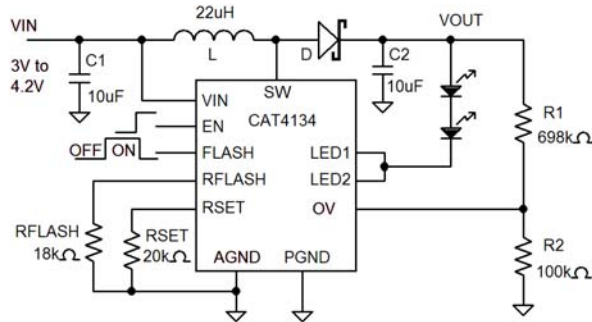 22uH
VIN
VOUT
3V to
4.2V
C1
10uF
L
D
C2
10uF
SW
VIN
CAT4134
R1
698kΩ
EN
OFF ON
FLASH
LED1
RFLASH
LED2
RSET
OV
RFLASH
18kΩ
RSET
20kΩ
AGND
PGND
R2
100kΩ